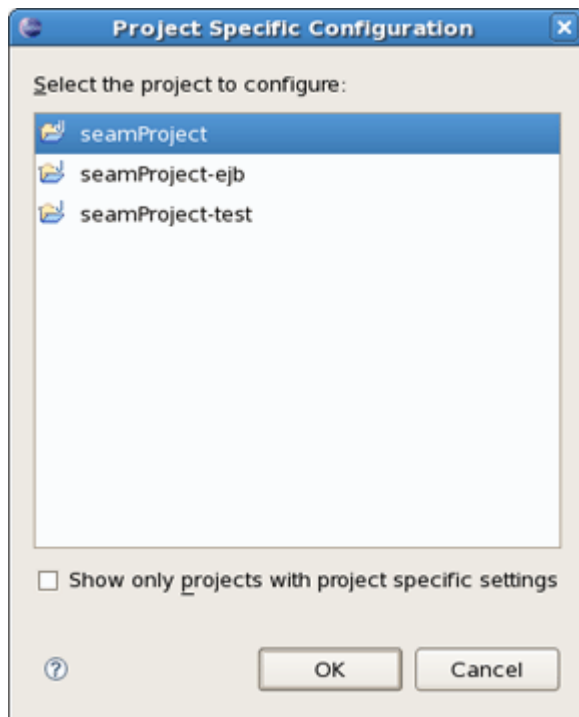 Project Specific Configuration
Select the project to configure:
seamProject
seamProject-ejb
seamProject-test
Show only projects with project specific settings
OK Cancel